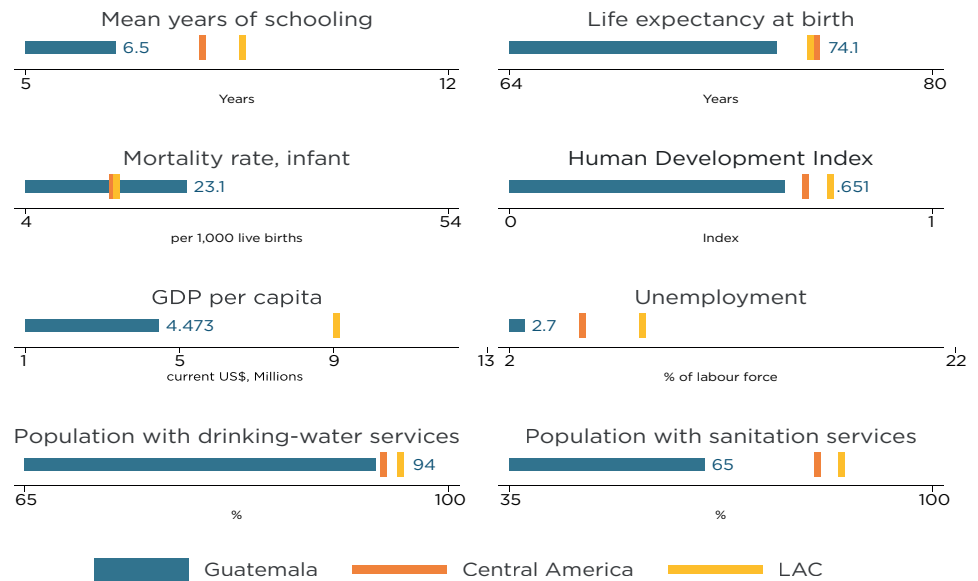 Mean years of schooling
6.5
5 12
Years
Life expectancy at birth
74.1
64 80
Years
Mortality rate, infant
23.1
4 54
per 1,000 live births
Human Development Index
.651
0 1
Index
GDP per capita
4.473
1 5 9 13
current US$, Millions
Unemployment
2.7
2 22
% of labour force
Population with drinking-water services
94
65 100
%
Population with sanitation services
65
35 100
%
Guatemala Central America LAC